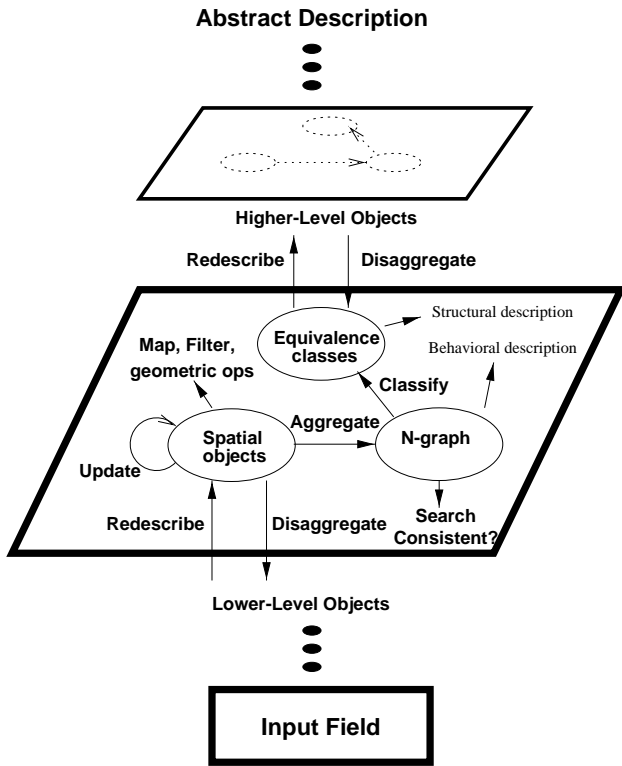 Abstract Description
Higher-Level Objects
Redescribe
Disaggregate
Structural description
Equivalence
classes
Behavioral description
Map, Filter,
geometric ops
Classify
Aggregate
Spatial
objects
N-graph
Update
Search
Consistent?
Redescribe
Disaggregate
Lower-Level Objects
Input Field